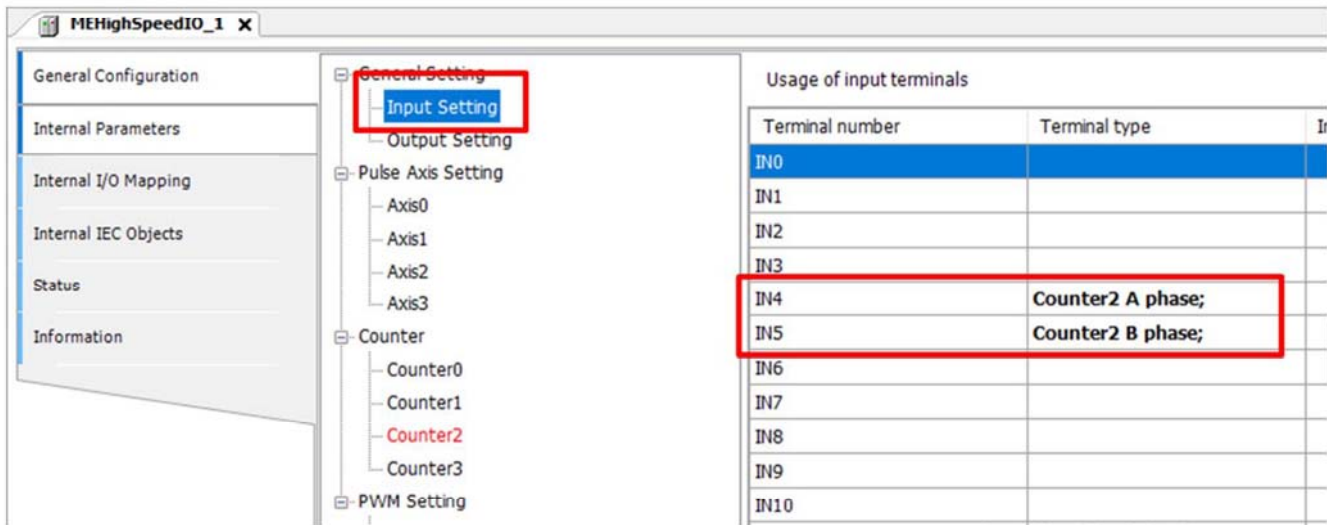 MEHighSpeedIO_1 X
General Configuration
Internal Parameters
Internal I/O Mapping
Internal IEC Objects
Status
Information
General Setting
Input Setting
Output Setting
Pulse Axis Setting
Axis0
Axis1
Axis2
Axis3
Counter
Counter0
Counter1
Counter2
Counter3
PWM Setting
Usage of input terminals
Terminal number Terminal type
IN0
IN1
IN2
IN3
IN4 Counter2 A phase;
IN5 Counter2 B phase;
IN6
IN7
IN8
IN9
IN10